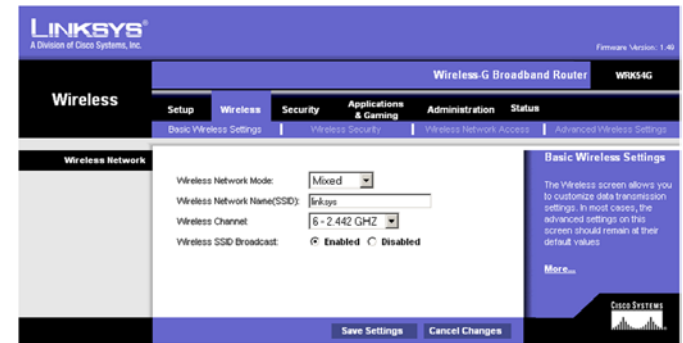 LINKSYS®
A Division of Cisco Systems, Inc.
Firmware Version: 1.49
Wireless-G Broadband Router WRK54G
Wireless
Setup Wireless Security Applications & Gaming Administration Status
Basic Wireless Settings Wireless Security Wireless Network Access Advanced Wireless Settings
Wireless Network
Wireless Network Mode: Mixed
Wireless Network Name(SSID): linksys
Wireless Channel: 6 - 2.442 GHZ
Wireless SSID Broadcast: Enabled Disabled
Basic Wireless Settings
The Wireless screen allows you
to customize data transmission
settings. In most cases, the
advanced settings on this
screen should remain at their
default values
More...
CISCO SYSTEMS
Save Settings Cancel Changes